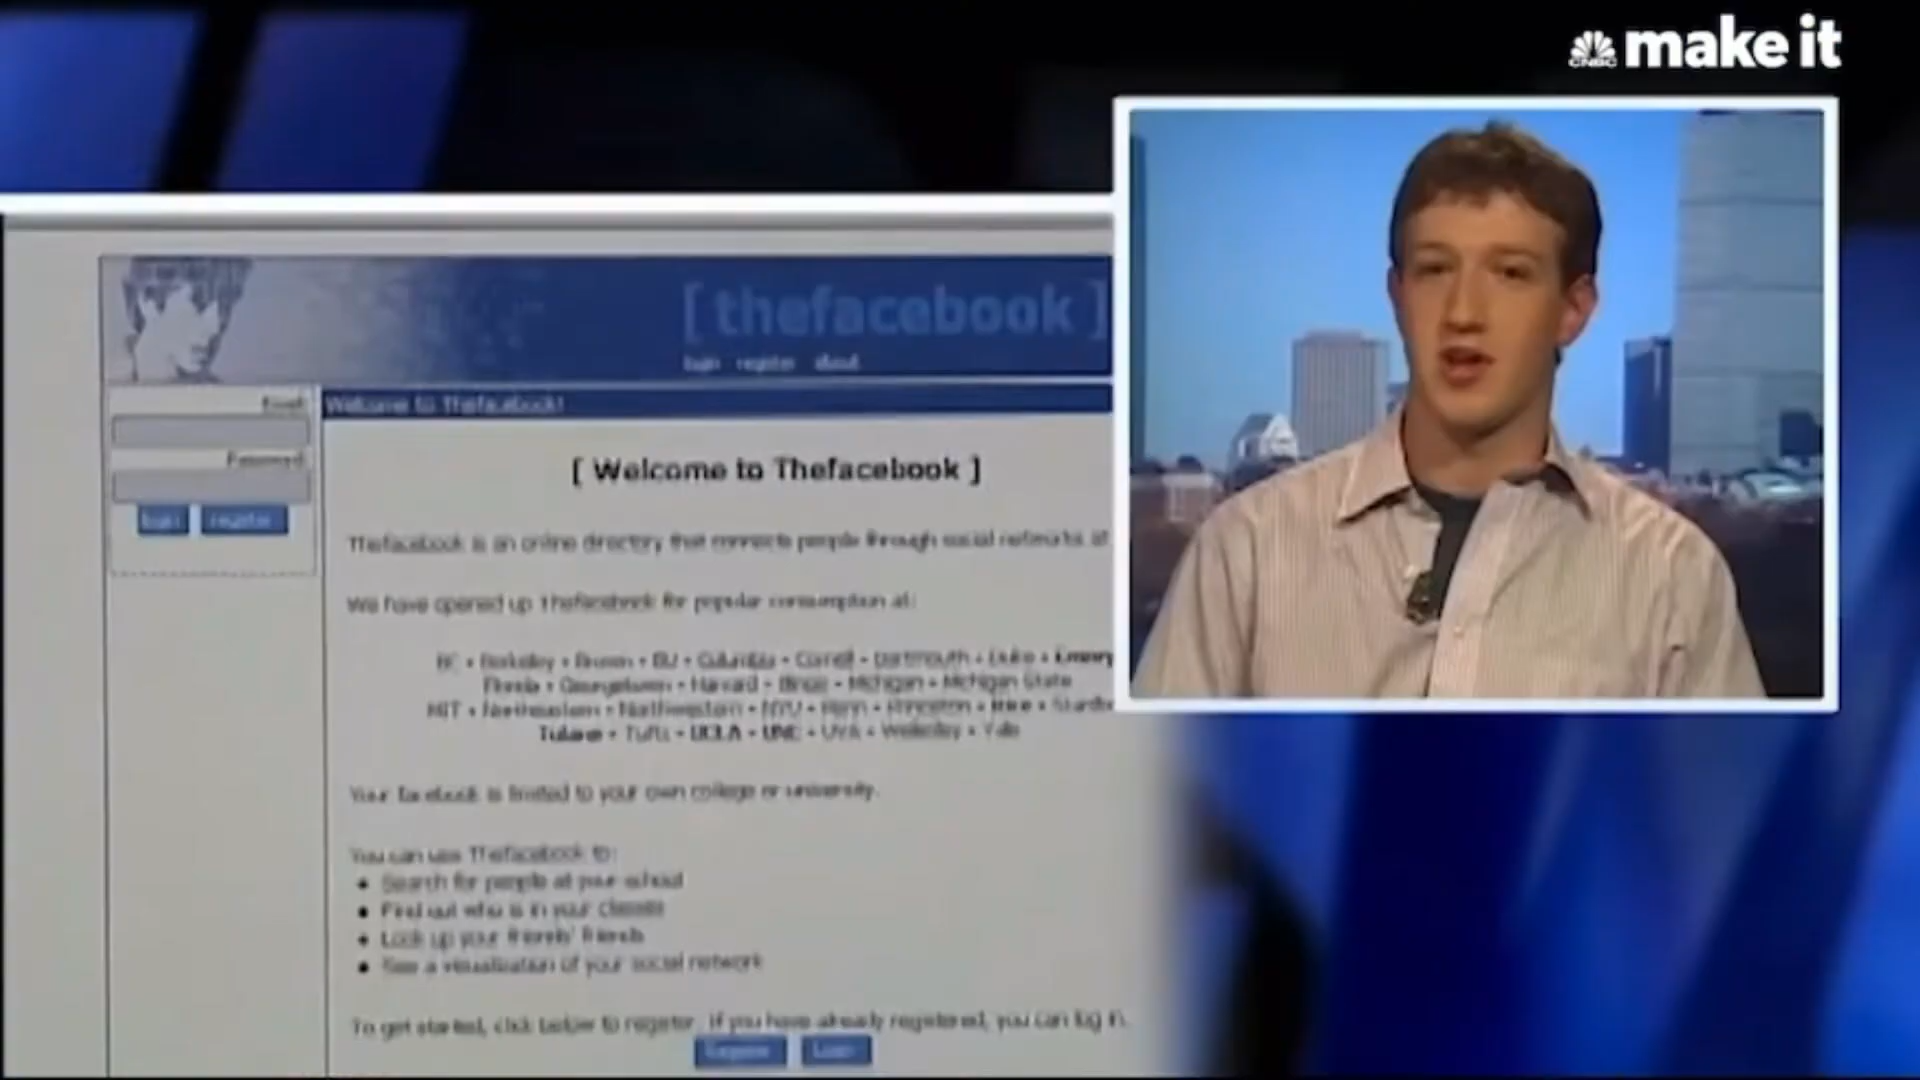 CNBC make it
[ thefacebook ]
login register about
Email:
Welcome to Thefacebook!
Password:
[ Welcome to Thefacebook ]
login register
Thefacebook is an online directory that connects people through social networks at
We have opened up Thefacebook for popular consumption at:
BC • Berkeley • Brown • BU • Columbia • Cornell • Dartmouth • Duke • Emory
Florida • Georgetown • Harvard • Illinois • Michigan • Michigan State
MIT • Northeastern • Northwestern • NYU • Penn • Princeton • Rice •
Tulane • Tufts • UCLA • UNC • UVA • Wellesley • Yale
Your facebook is limited to your own college or university.
You can use Thefacebook to:
• Search for people at your school
• Find out who is in your classes
• Look up your friends' friends
• See a visualization of your social network
To get started, click below to register. If you have already registered, you can log in.
Register Login